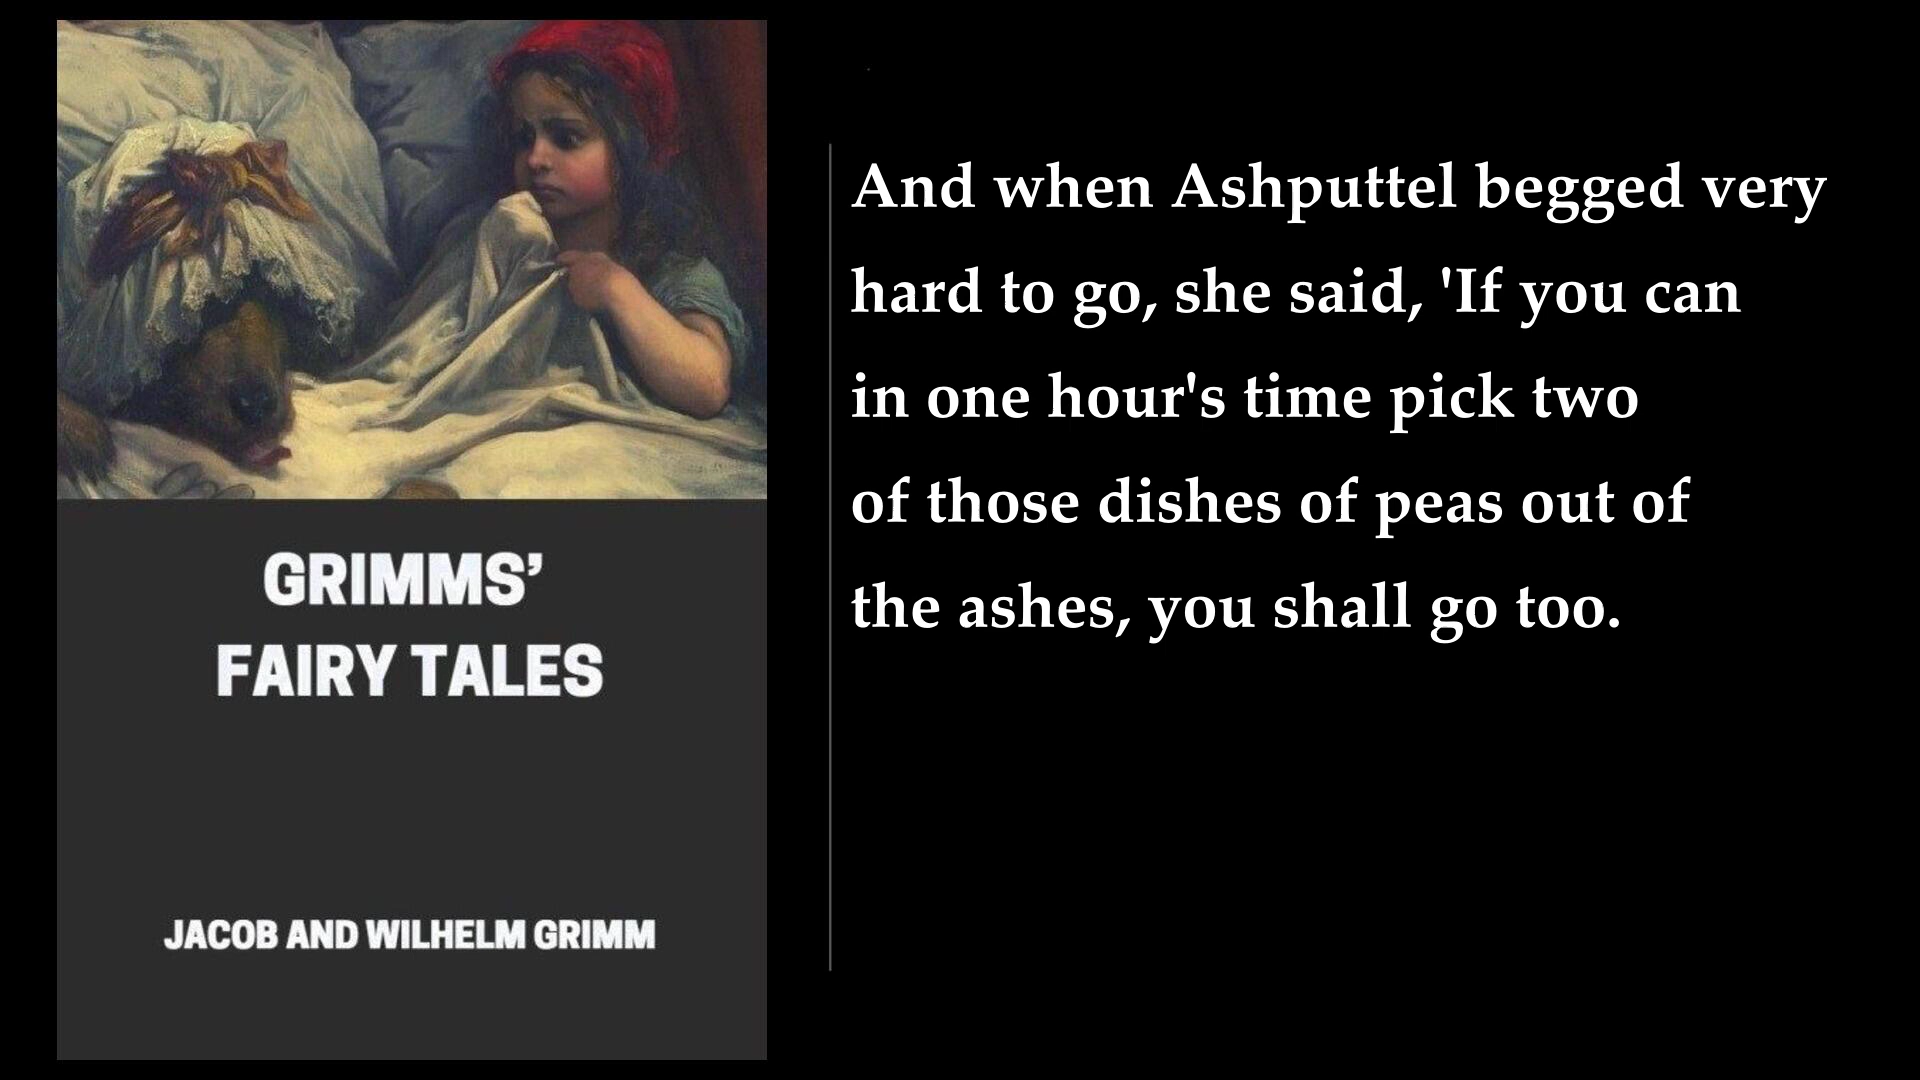 GRIMMS’
FAIRY TALES
JACOB AND WILHELM GRIMM
And when Ashputtel begged very
hard to go, she said, 'If you can
in one hour's time pick two
of those dishes of peas out of
the ashes, you shall go too.